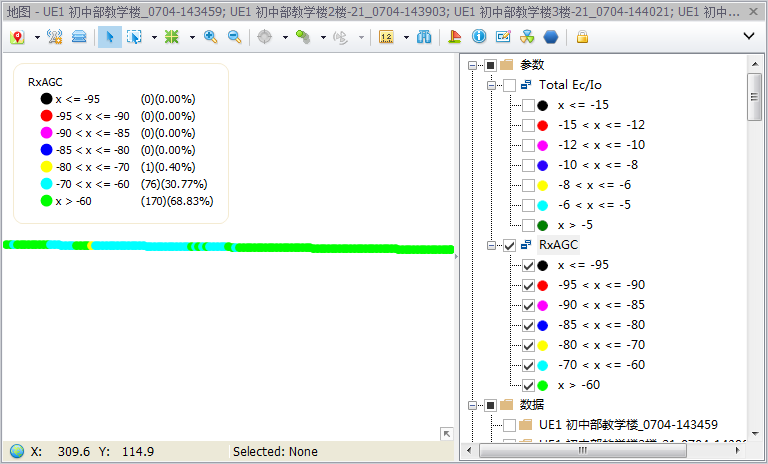 地图 - UE1 初中部教学楼_0704-143459; UE1 初中部教学楼2楼-21_0704-143903; UE1 初中部教学楼3楼-21_0704-144021; UE1 初中...
1.2
RxAGC
x <= -95 (0)(0.00%)
-95 < x <= -90 (0)(0.00%)
-90 < x <= -85 (0)(0.00%)
-85 < x <= -80 (0)(0.00%)
-80 < x <= -70 (1)(0.40%)
-70 < x <= -60 (76)(30.77%)
x > -60 (170)(68.83%)
X: 309.6 Y: 114.9 Selected: None
参数
Total Ec/Io
x <= -15
-15 < x <= -12
-12 < x <= -10
-10 < x <= -8
-8 < x <= -6
-6 < x <= -5
x > -5
RxAGC
x <= -95
-95 < x <= -90
-90 < x <= -85
-85 < x <= -80
-80 < x <= -70
-70 < x <= -60
x > -60
数据
UE1 初中部教学楼_0704-143459